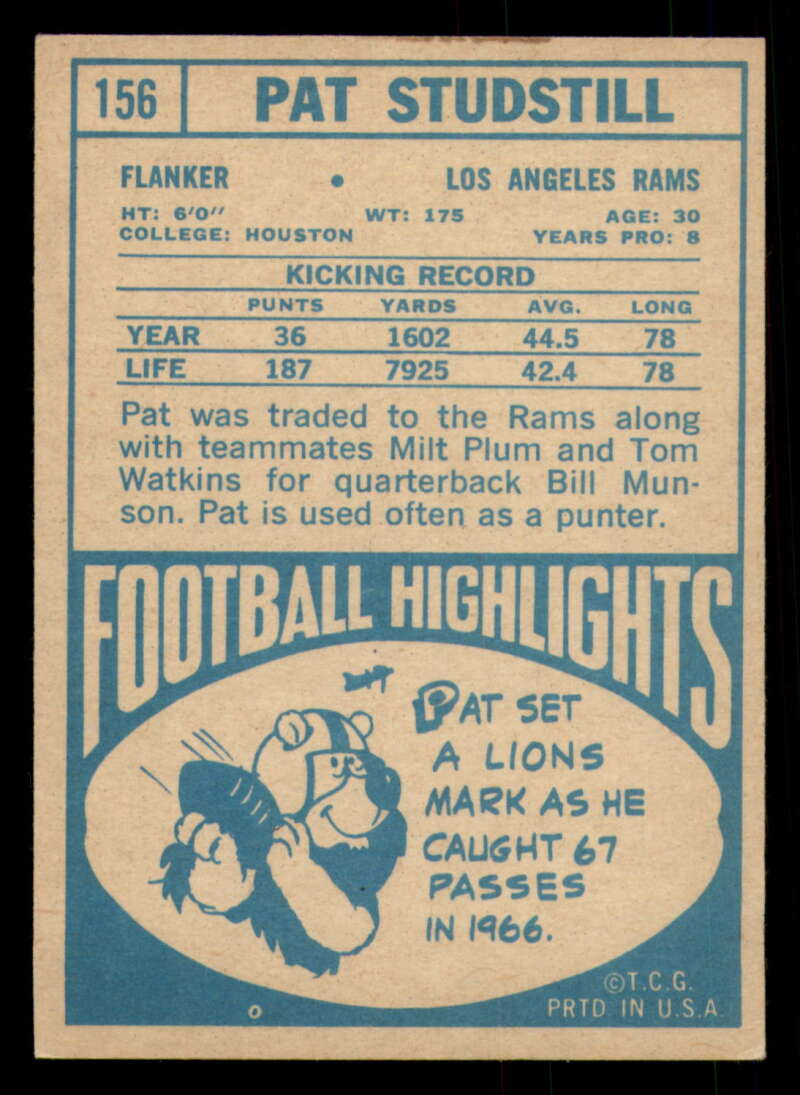 156 PAT STUDSTILL
FLANKER • LOS ANGELES RAMS
HT: 6'0" WT: 175 AGE: 30
COLLEGE: HOUSTON YEARS PRO: 8
KICKING RECORD
PUNTS YARDS AVG. LONG
YEAR 36 1602 44.5 78
LIFE 187 7925 42.4 78
Pat was traded to the Rams along
with teammates Milt Plum and Tom
Watkins for quarterback Bill Mun-
son. Pat is used often as a punter.
FOOTBALL HIGHLIGHTS
PAT SET
A LIONS
MARK AS HE
CAUGHT 67
PASSES
IN 1966.
©T.C.G.
PRTD IN U.S.A